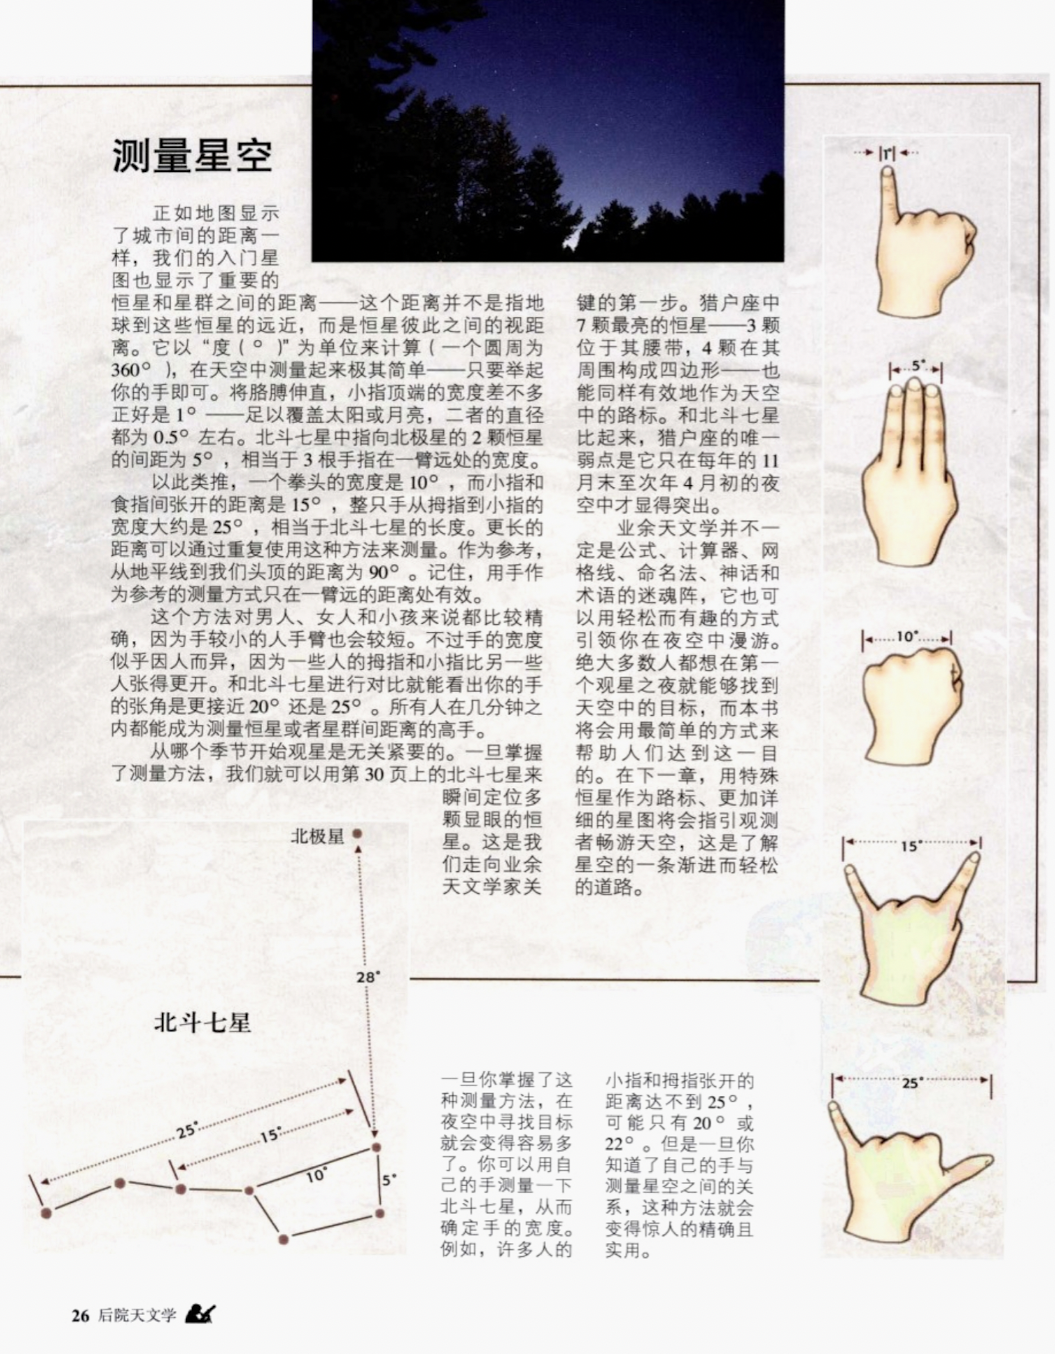 测量星空
正如地图显示
了城市间的距离一
样，我们的入门星
图也显示了重要的
恒星和星群之间的距离——这个距离并不是指地
球到这些恒星的远近，而是恒星彼此之间的视距
离。它以“度（°）”为单位来计算（一个圆周为
360°），在天空中测量起来极其简单——只要举起
你的手即可。将胳膊伸直，小指顶端的宽度差不多
正好是1°——足以覆盖太阳或月亮，二者的直径
都为0.5°左右。北斗七星中指向北极星的2颗恒星
的间距为5°，相当于3根手指在一臂远处的宽度。
以此类推，一个拳头的宽度是10°，而小指和
食指间张开的距离是15°，整只手从拇指到小指的
宽度大约是25°，相当于北斗七星的长度。更长的
距离可以通过重复使用这种方法来测量。作为参考，
从地平线到我们头顶的距离为90°。记住，用手作
为参考的测量方式只在一臂远的距离处有效。
这个方法对男人、女人和小孩来说都比较精
确，因为手较小的人手臂也会较短。不过手的宽度
似乎因人而异，因为一些人的拇指和小指比另一些
人张得更开。和北斗七星进行对比就能看出你的手
的张角是更接近20°还是25°。所有人在几分钟之
内都能成为测量恒星或者星群间距离的高手。
从哪个季节开始观星是无关紧要的。一旦掌握
了测量方法，我们就可以用第30页上的北斗七星来
瞬间定位多
颗显眼的恒
星。这是我
们走向业余
天文学家关
键的第一步。猎户座中
7颗最亮的恒星——3颗
位于其腰带，4颗在其
周围构成四边形——也
能同样有效地作为天空
中的路标。和北斗七星
比起来，猎户座的唯一
弱点是它只在每年的11
月末至次年4月初的夜
空中才显得突出。
业余天文学并不一
定是公式、计算器、网
格线、命名法、神话和
术语的迷魂阵，它也可
以用轻松而有趣的方式
引领你在夜空中漫游。
绝大多数人都想在第一
个观星之夜就能够找到
天空中的目标，而本书
将会用最简单的方式来
帮助人们达到这一目
的。在下一章，用特殊
恒星作为路标、更加详
细的星图将会指引观测
者畅游天空，这是了解
星空的一条渐进而轻松
的道路。
1°
5°
10°
15°
25°
北极星
28°
北斗七星
25°
15°
10°
5°
一旦你掌握了这
种测量方法，在
夜空中寻找目标
就会变得容易多
了。你可以用自
己的手测量一下
北斗七星，从而
确定手的宽度。
例如，许多人的
小指和拇指张开的
距离达不到25°，
可能只有20°或
22°。但是一旦你
知道了自己的手与
测量星空之间的关
系，这种方法就会
变得惊人的精确且
实用。
26 后院天文学